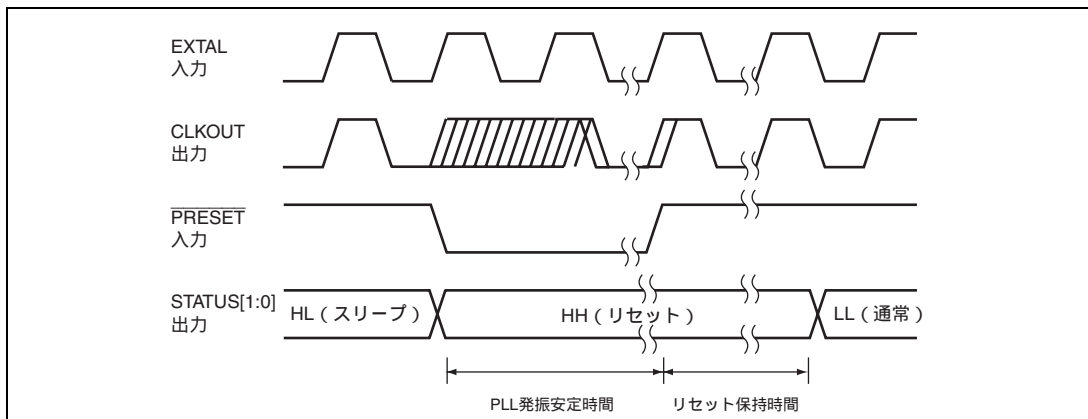 EXTAL
入力
CLKOUT
出力
PRESET
入力
STATUS[1:0]
出力
HL（スリープ）
HH（リセット）
LL（通常）
PLL発振安定時間
リセット保持時間